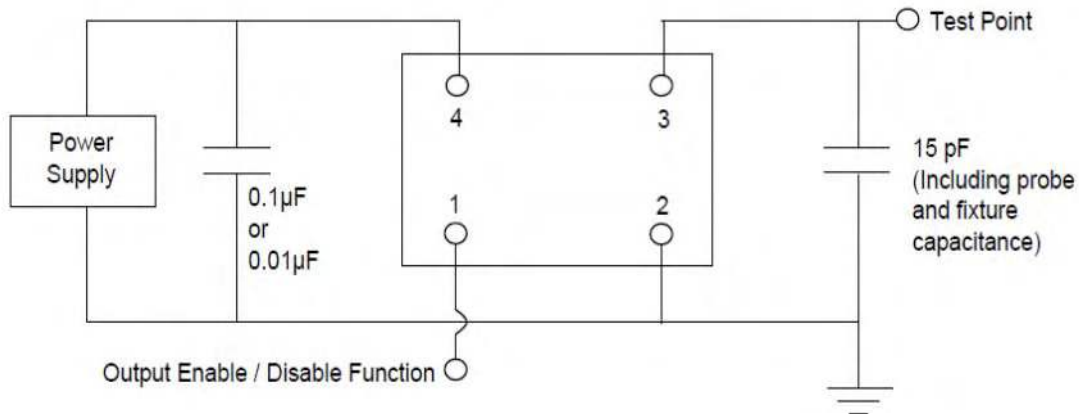 Test Point
4
3
Power
Supply
0.1µF
or
0.01µF
1
2
15 pF
(Including probe
and fixture
capacitance)
Output Enable / Disable Function